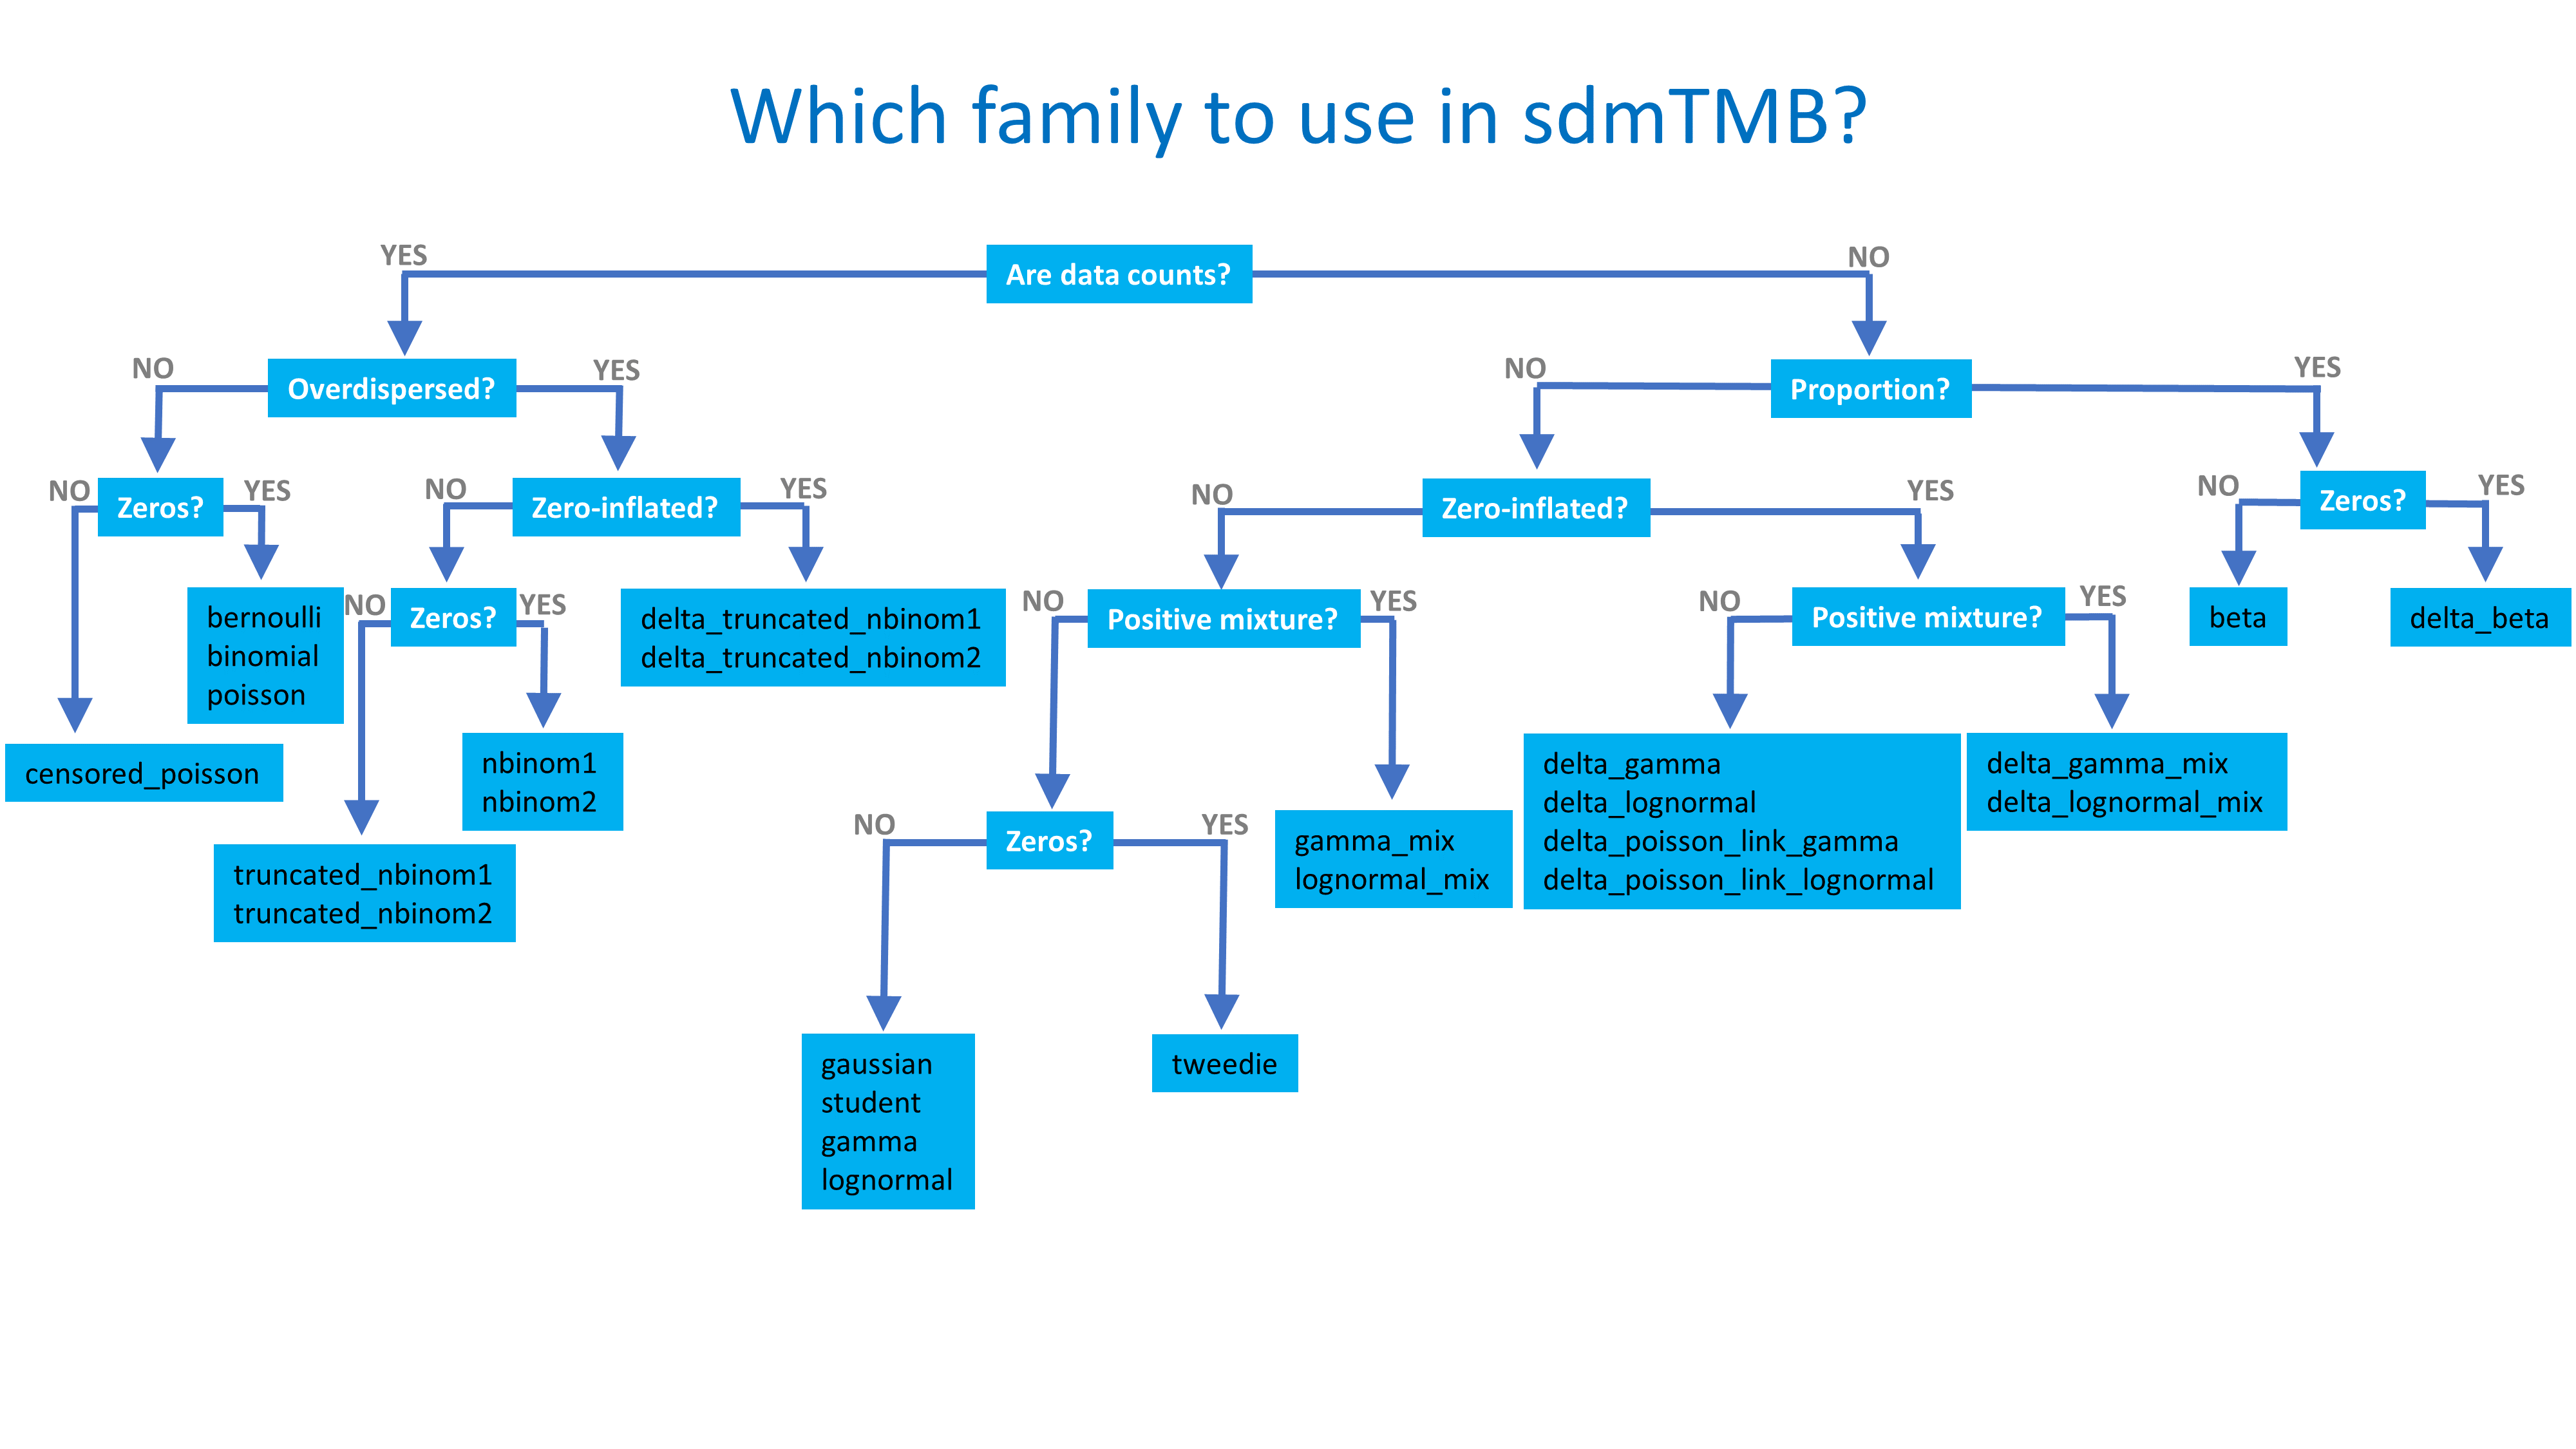 Which family to use in sdmTMB?
YES
Are data counts?
NO
NO
Overdispersed?
YES
NO
Proportion?
YES
NO
Zeros?
YES
NO
Zero-inflated?
YES
NO
Zero-inflated?
YES
NO
Zeros?
YES
bernoulli
binomial
poisson
NO
Zeros?
YES
delta_truncated_nbinom1
delta_truncated_nbinom2
NO
Positive mixture?
YES
NO
Positive mixture?
YES
beta
delta_beta
censored_poisson
nbinom1
nbinom2
truncated_nbinom1
truncated_nbinom2
NO
Zeros?
YES
gamma_mix
lognormal_mix
delta_gamma
delta_lognormal
delta_poisson_link_gamma
delta_poisson_link_lognormal
delta_gamma_mix
delta_lognormal_mix
gaussian
student
gamma
lognormal
tweedie